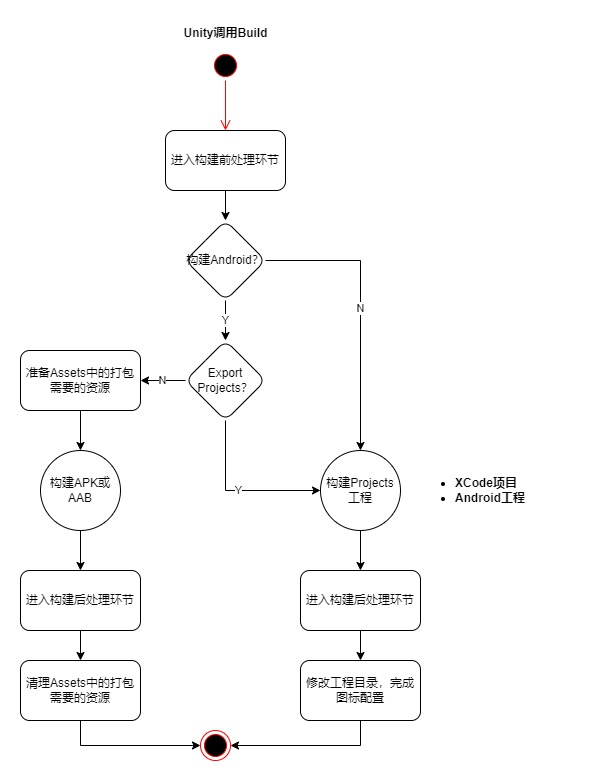 Unity调用Build
进入构建前处理环节
构建Android?
N
Y
准备Assets中的打包
需要的资源
N
Export
Projects?
构建APK或
AAB
Y
构建Projects
工程
XCode项目
Android工程
进入构建后处理环节
进入构建后处理环节
清理Assets中的打包
需要的资源
修改工程目录，完成
图标配置